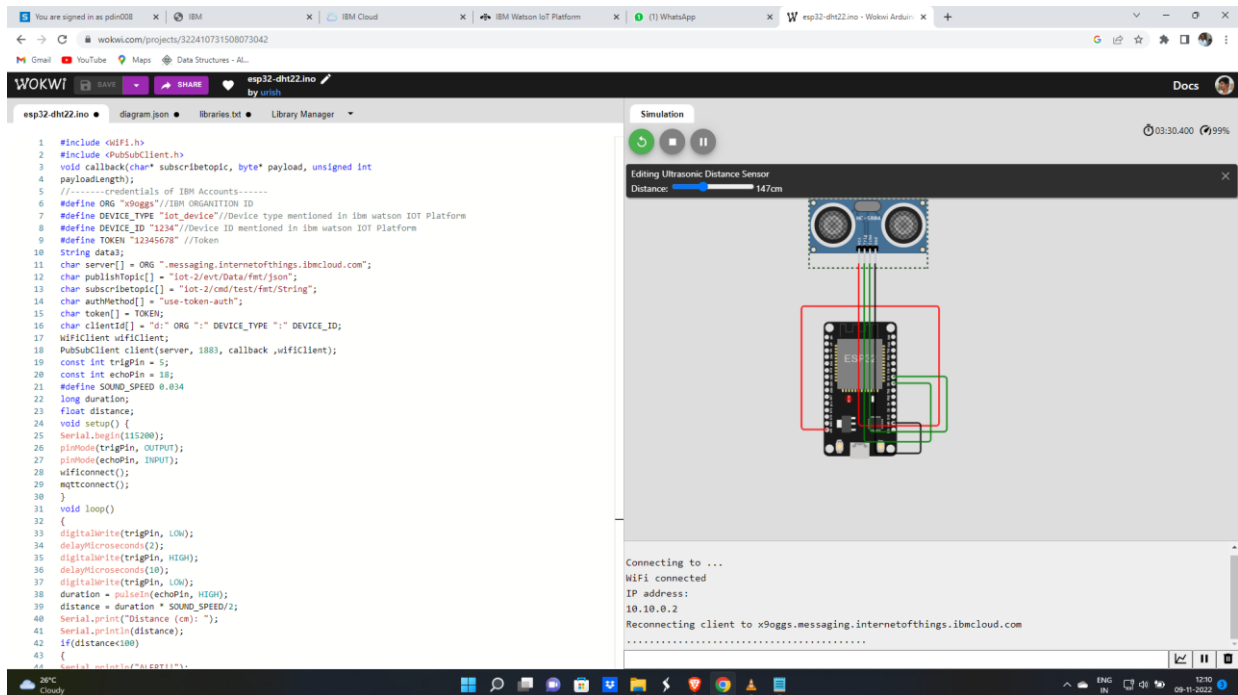 You are signed in as pdin008
IBM
IBM Cloud
IBM Watson IoT Platform
(1) WhatsApp
esp32-dht22.ino - Wokwi Arduin
wokwi.com/projects/322410731508073042
Gmail YouTube Maps Data Structures - Al...
WOKWI SAVE SHARE esp32-dht22.ino by urish Docs
esp32-dht22.ino diagram.json libraries.txt Library Manager
1 #include <WiFi.h>
2 #include <PubSubClient.h>
3 void callback(char* subscribetopic, byte* payload, unsigned int
4 payloadLength);
5 //-------credentials of IBM Accounts------
6 #define ORG "x9oggs"//IBM ORGANITION ID
7 #define DEVICE_TYPE "iot_device"//Device type mentioned in ibm watson IOT Platform
8 #define DEVICE_ID "1234"//Device ID mentioned in ibm watson IOT Platform
9 #define TOKEN "12345678" //Token
10 String data3;
11 char server[] = ORG ".messaging.internetofthings.ibmcloud.com";
12 char publishTopic[] = "iot-2/evt/Data/fmt/json";
13 char subscribetopic[] = "iot-2/cmd/test/fmt/String";
14 char authMethod[] = "use-token-auth";
15 char token[] = TOKEN;
16 char clientId[] = "d:" ORG ":" DEVICE_TYPE ":" DEVICE_ID;
17 WiFiClient wifiClient;
18 PubSubClient client(server, 1883, callback ,wifiClient);
19 const int trigPin = 5;
20 const int echoPin = 18;
21 #define SOUND_SPEED 0.034
22 long duration;
23 float distance;
24 void setup() {
25 Serial.begin(115200);
26 pinMode(trigPin, OUTPUT);
27 pinMode(echoPin, INPUT);
28 wificonnect();
29 mqttconnect();
30 }
31 void loop()
32 {
33 digitalWrite(trigPin, LOW);
34 delayMicroseconds(2);
35 digitalWrite(trigPin, HIGH);
36 delayMicroseconds(10);
37 digitalWrite(trigPin, LOW);
38 duration = pulseIn(echoPin, HIGH);
39 distance = duration * SOUND_SPEED/2;
40 Serial.print("Distance (cm): ");
41 Serial.println(distance);
42 if(distance<100)
43 {
44 Serial.println("ALERT!!");
Simulation
03:30.400 99%
Editing Ultrasonic Distance Sensor
Distance: 147cm
HC-SR04
ESP32
Connecting to ...
WiFi connected
IP address:
10.10.0.2
Reconnecting client to x9oggs.messaging.internetofthings.ibmcloud.com
.........................................
26°C
Cloudy
ENG
IN
12:10
09-11-2022